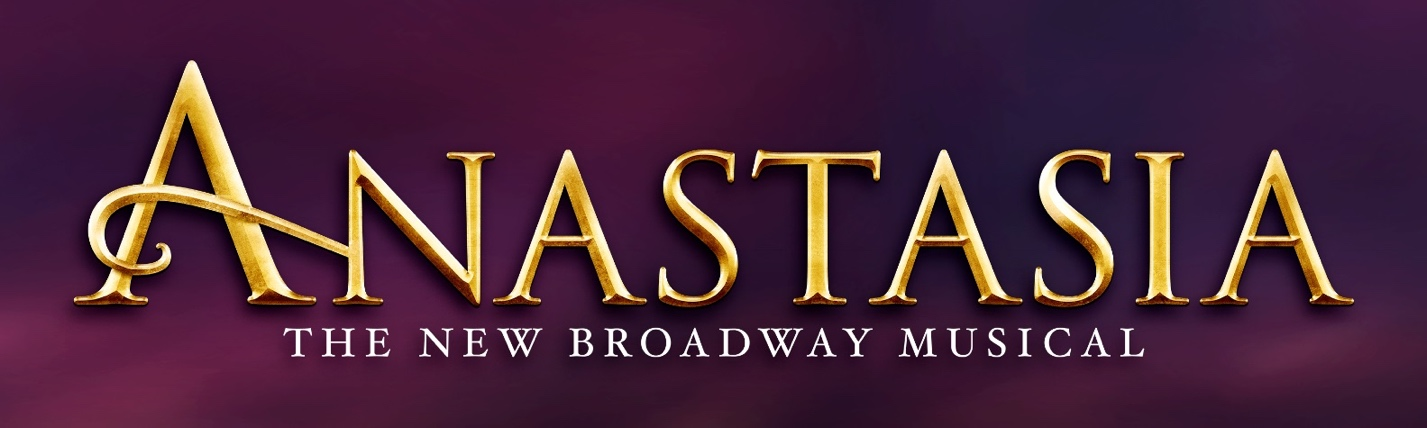 ANASTASIA
THE NEW BROADWAY MUSICAL